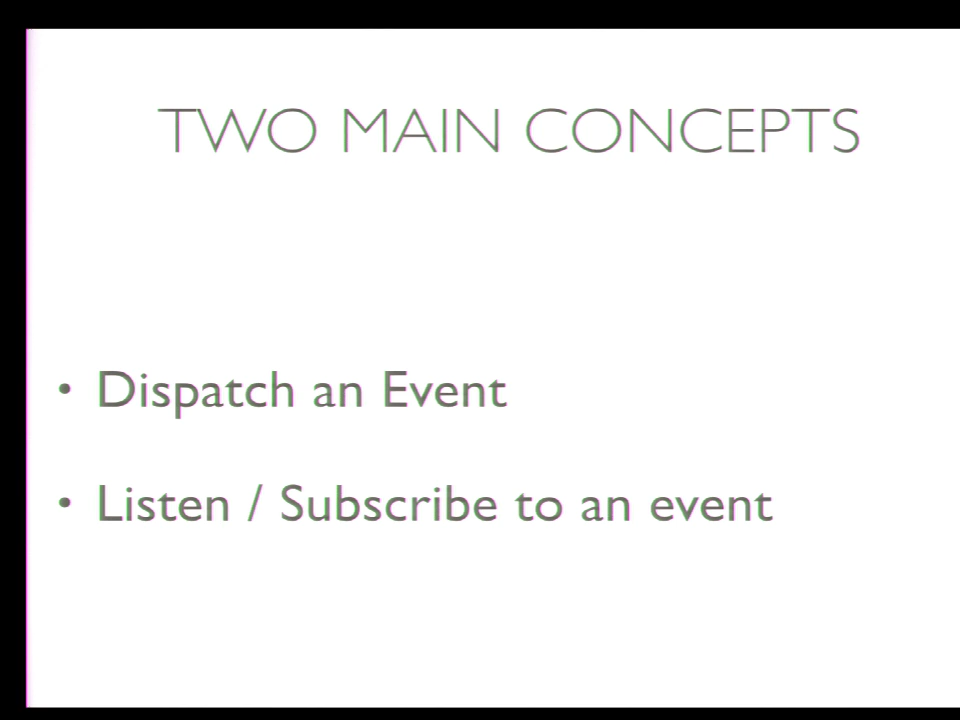 TWO MAIN CONCEPTS
• Dispatch an Event
• Listen / Subscribe to an event